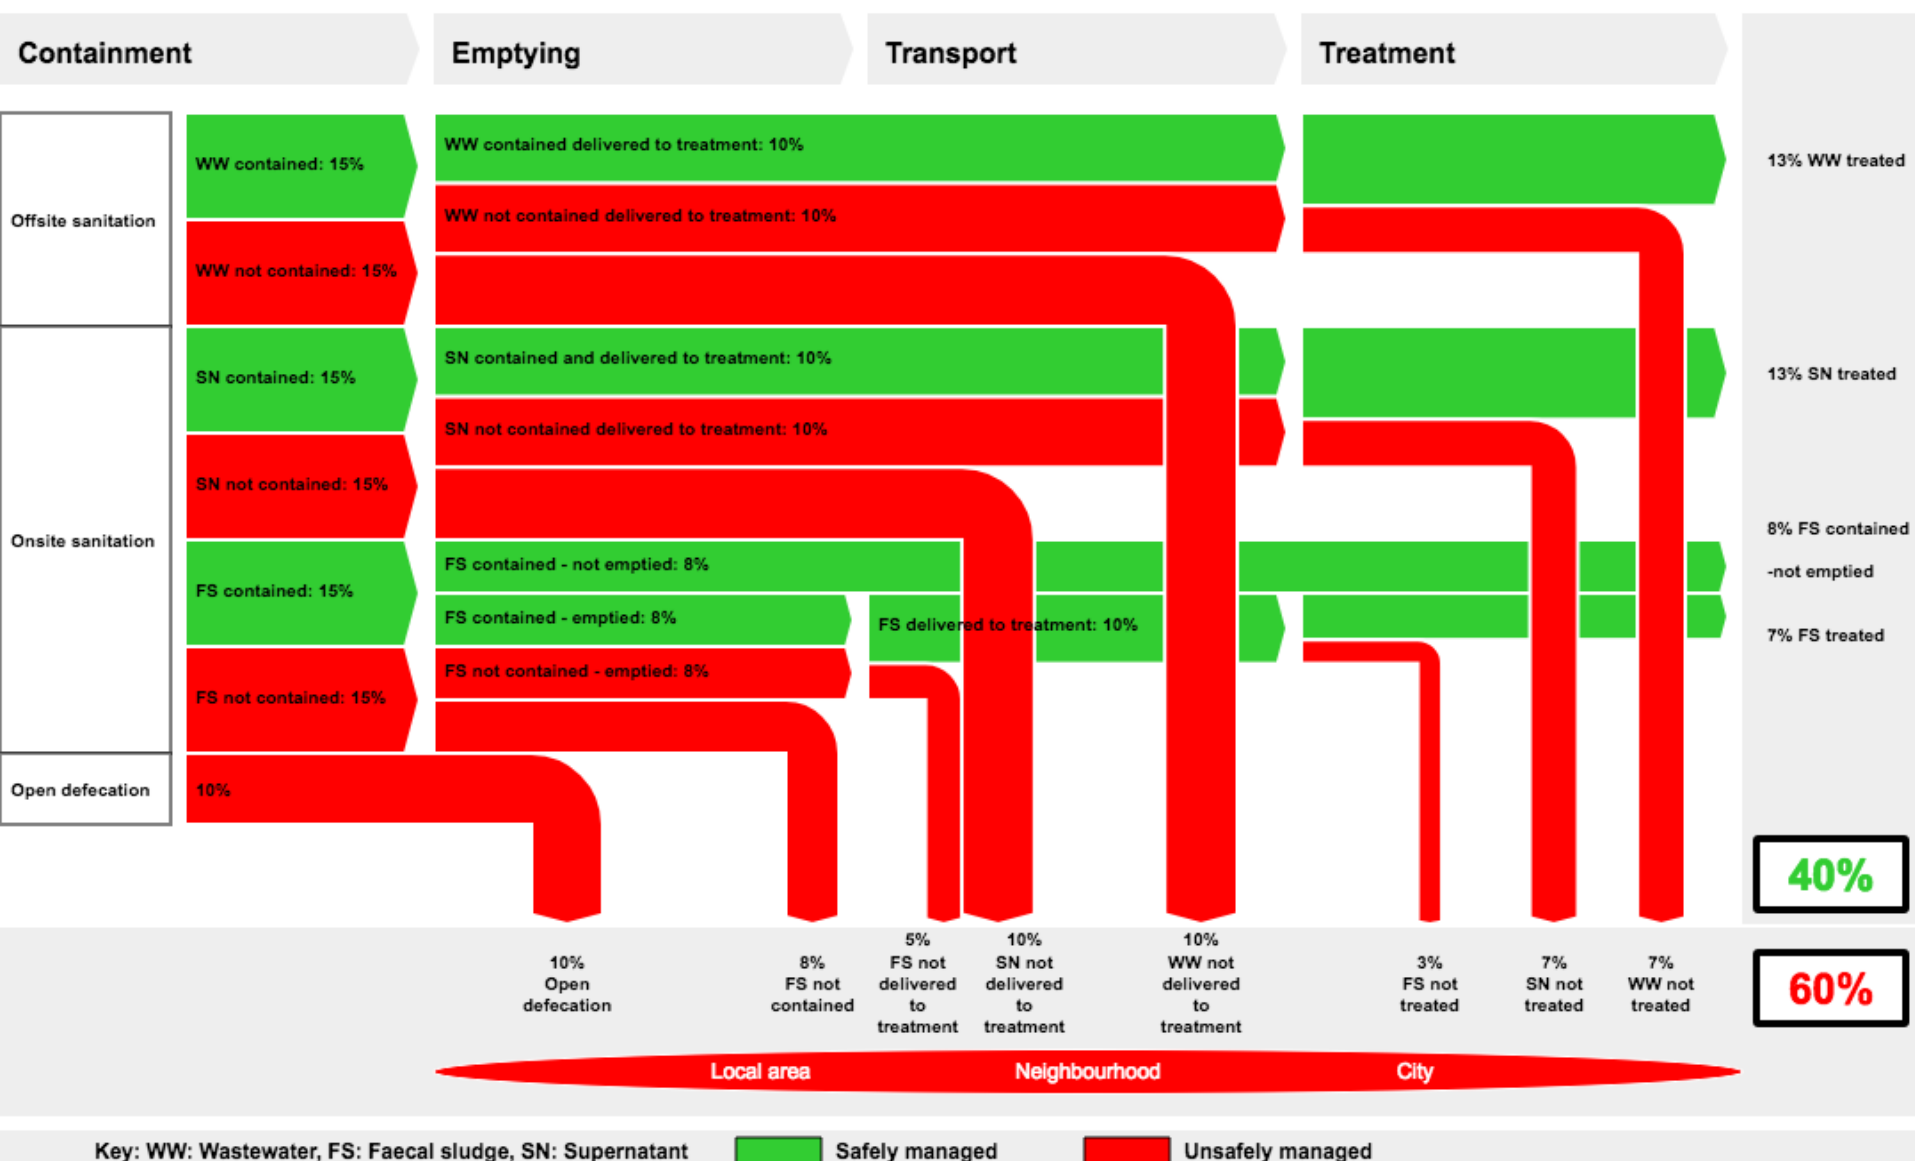 Containment
Emptying
Transport
Treatment
Offsite sanitation
WW contained: 15%
WW not contained: 15%
WW contained delivered to treatment: 10%
WW not contained delivered to treatment: 10%
13% WW treated
Onsite sanitation
SN contained: 15%
SN not contained: 15%
FS contained: 15%
FS not contained: 15%
SN contained and delivered to treatment: 10%
SN not contained delivered to treatment: 10%
13% SN treated
FS contained - not emptied: 8%
FS contained - emptied: 8%
FS not contained - emptied: 8%
FS delivered to treatment: 10%
8% FS contained
-not emptied
7% FS treated
Open defecation
10%
40%
10%
Open
defecation
8%
FS not
contained
5%
FS not
delivered
to
treatment
10%
SN not
delivered
to
treatment
10%
WW not
delivered
to
treatment
3%
FS not
treated
7%
SN not
treated
7%
WW not
treated
60%
Local area
Neighbourhood
City
Key: WW: Wastewater, FS: Faecal sludge, SN: Supernatant
Safely managed
Unsafely managed